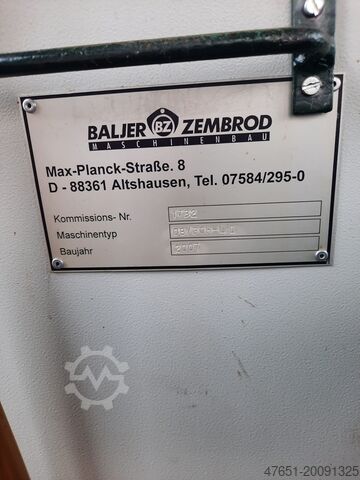 BALJER BZ ZEMBROD
MASCHINENBAU
Max-Planck-Straße. 8
D - 88361 Altshausen, Tel. 07584/295-0
Kommissions- Nr. 1732
Maschinentyp
Baujahr 2007
47651-20091325